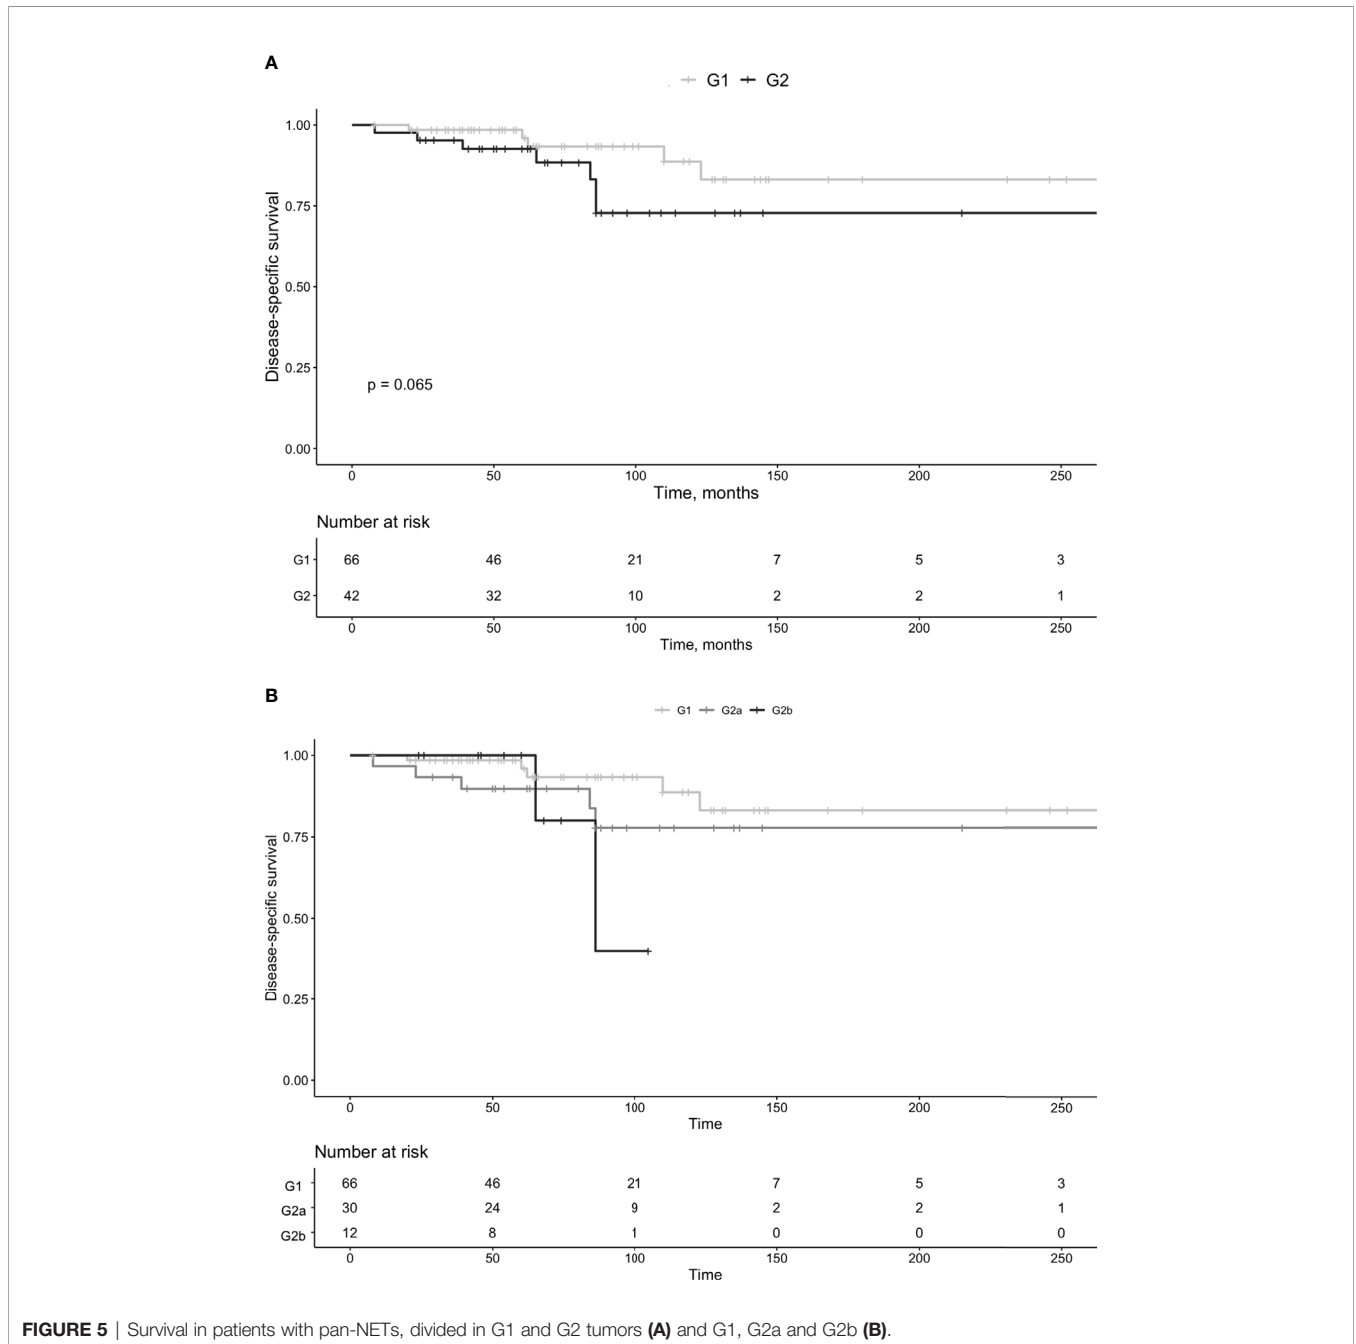 A
G1 G2
1.00
0.75
0.50
0.25
0.00
Disease-specific survival
p = 0.065
0 50 100 150 200 250
Time, months
Number at risk
G1 66 46 21 7 5 3
G2 42 32 10 2 2 1
0 50 100 150 200 250
Time, months
B
G1 G2a G2b
1.00
0.75
0.50
0.25
0.00
Disease-specific survival
0 50 100 150 200 250
Time
Number at risk
G1 66 46 21 7 5 3
G2a 30 24 9 2 2 1
G2b 12 8 1 0 0 0
0 50 100 150 200 250
Time
FIGURE 5 | Survival in patients with pan-NETs, divided in G1 and G2 tumors (A) and G1, G2a and G2b (B).